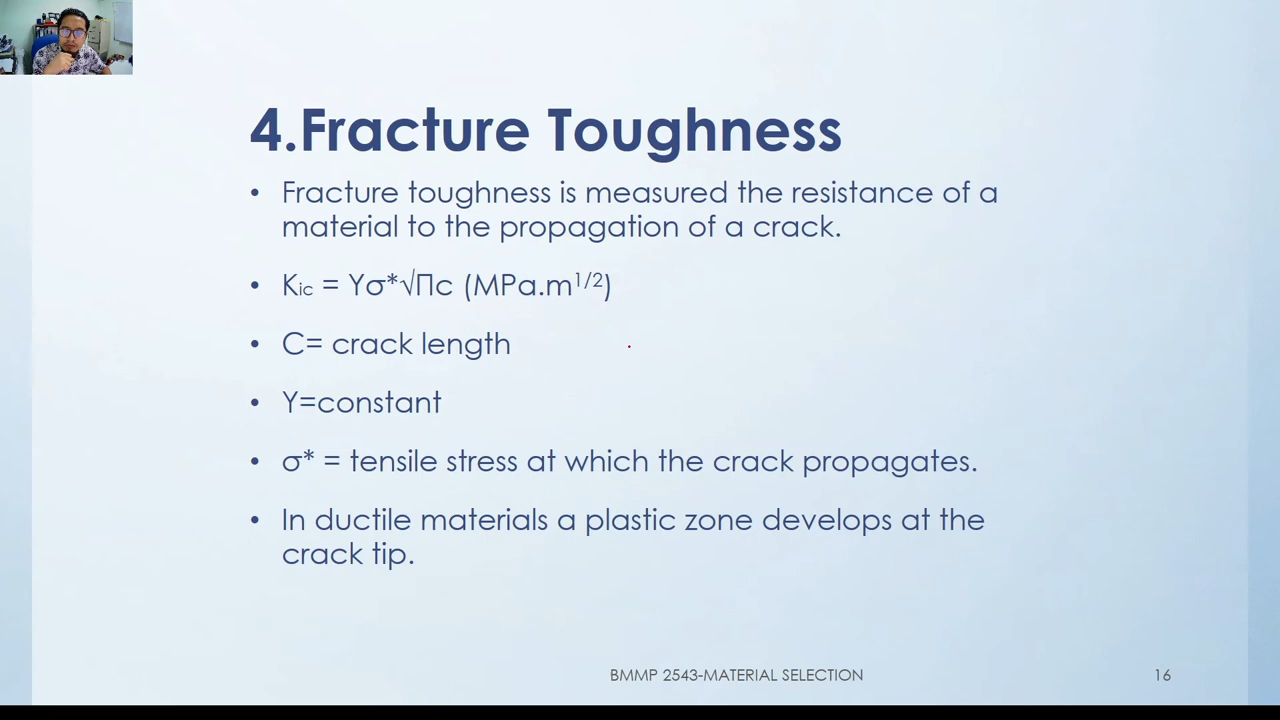 4.Fracture Toughness
• Fracture toughness is measured the resistance of a
material to the propagation of a crack.
• Kic = Yσ*√Πc (MPa.m1/2)
• C= crack length
• Y=constant
• σ* = tensile stress at which the crack propagates.
• In ductile materials a plastic zone develops at the
crack tip.
BMMP 2543-MATERIAL SELECTION
16